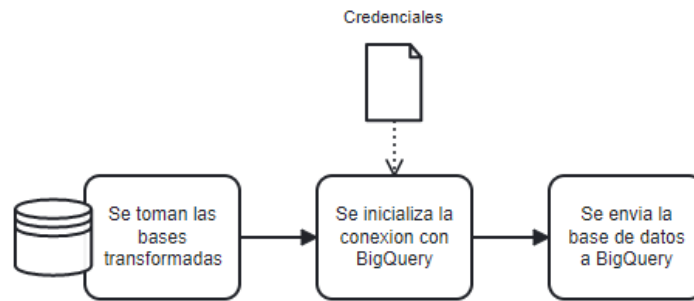 Credenciales
Se toman las
bases
transformadas
Se inicializa la
conexion con
BigQuery
Se envia la
base de datos
a BigQuery